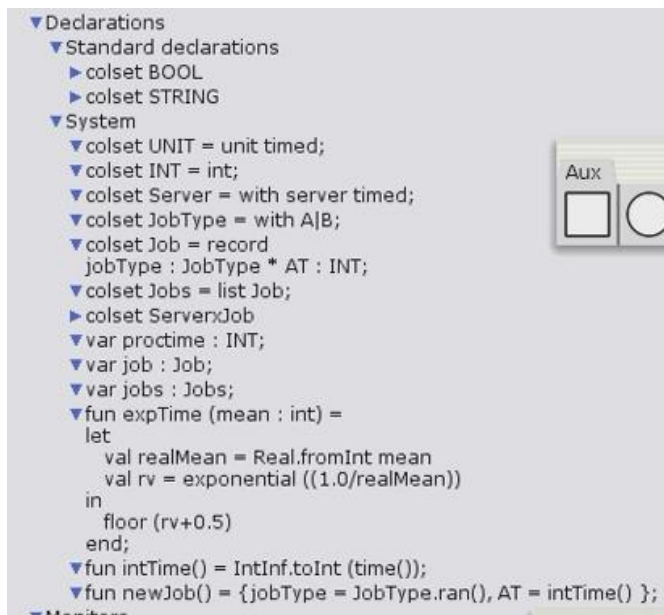 Declarations
Standard declarations
colset BOOL
colset STRING
System
colset UNIT = unit timed;
colset INT = int;
colset Server = with server timed;
colset JobType = with A|B;
colset Job = record
jobType : JobType * AT : INT;
colset Jobs = list Job;
colset ServerxJob
var proctime : INT;
var job : Job;
var jobs : Jobs;
fun expTime (mean : int) =
let
val realMean = Real.fromInt mean
val rv = exponential ((1.0/realMean))
in
floor (rv+0.5)
end;
fun intTime() = IntInf.toInt (time());
fun newJob() = {jobType = JobType.ran(), AT = intTime() };
Monitors
Aux